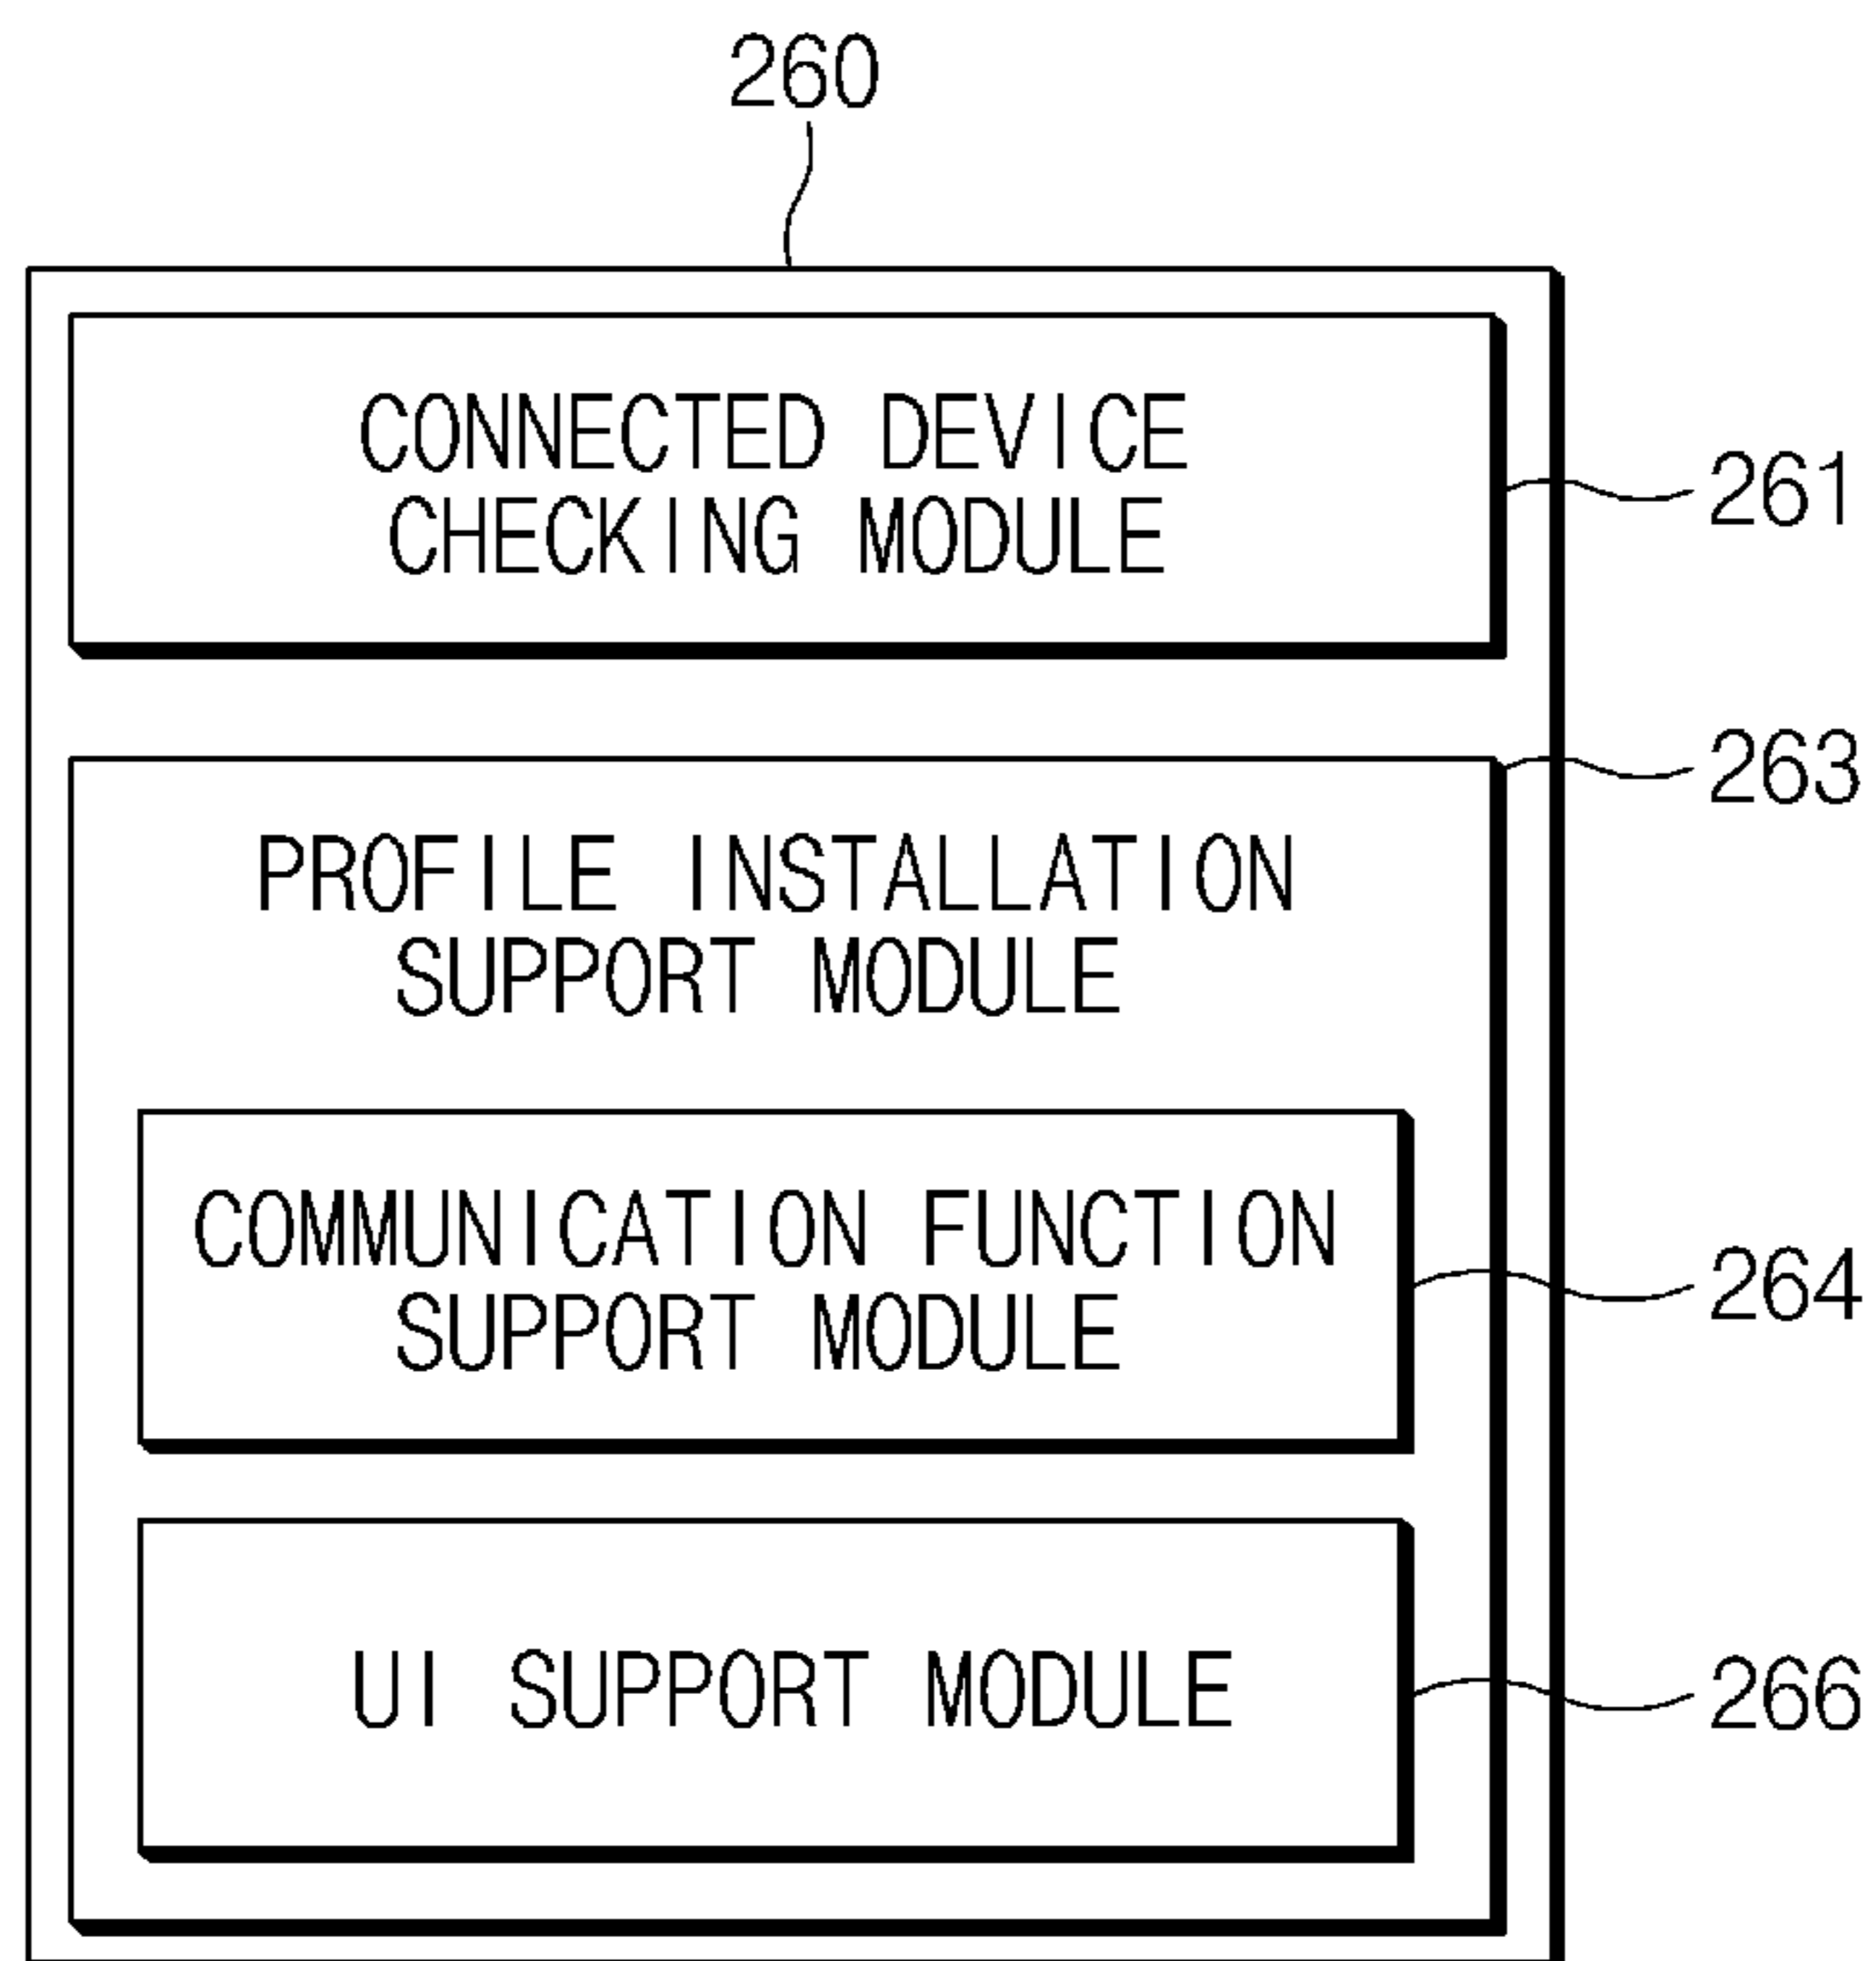 260
CONNECTED DEVICE
CHECKING MODULE
261
263
PROFILE INSTALLATION
SUPPORT MODULE
COMMUNICATION FUNCTION
SUPPORT MODULE
264
UI SUPPORT MODULE
266